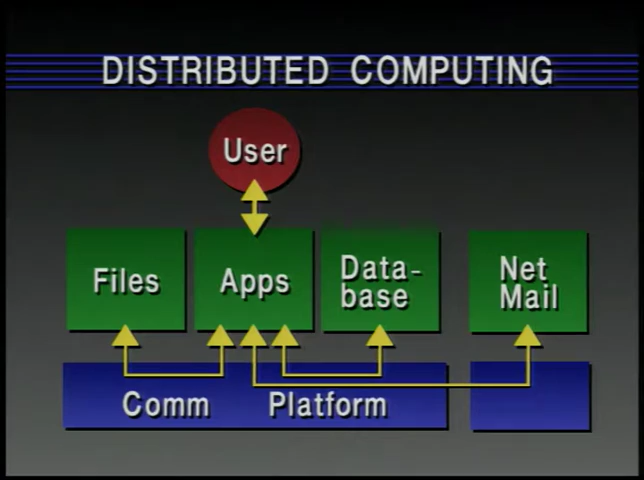 DISTRIBUTED COMPUTING
User
Files
Apps
Data-
base
Net
Mail
Comm Platform